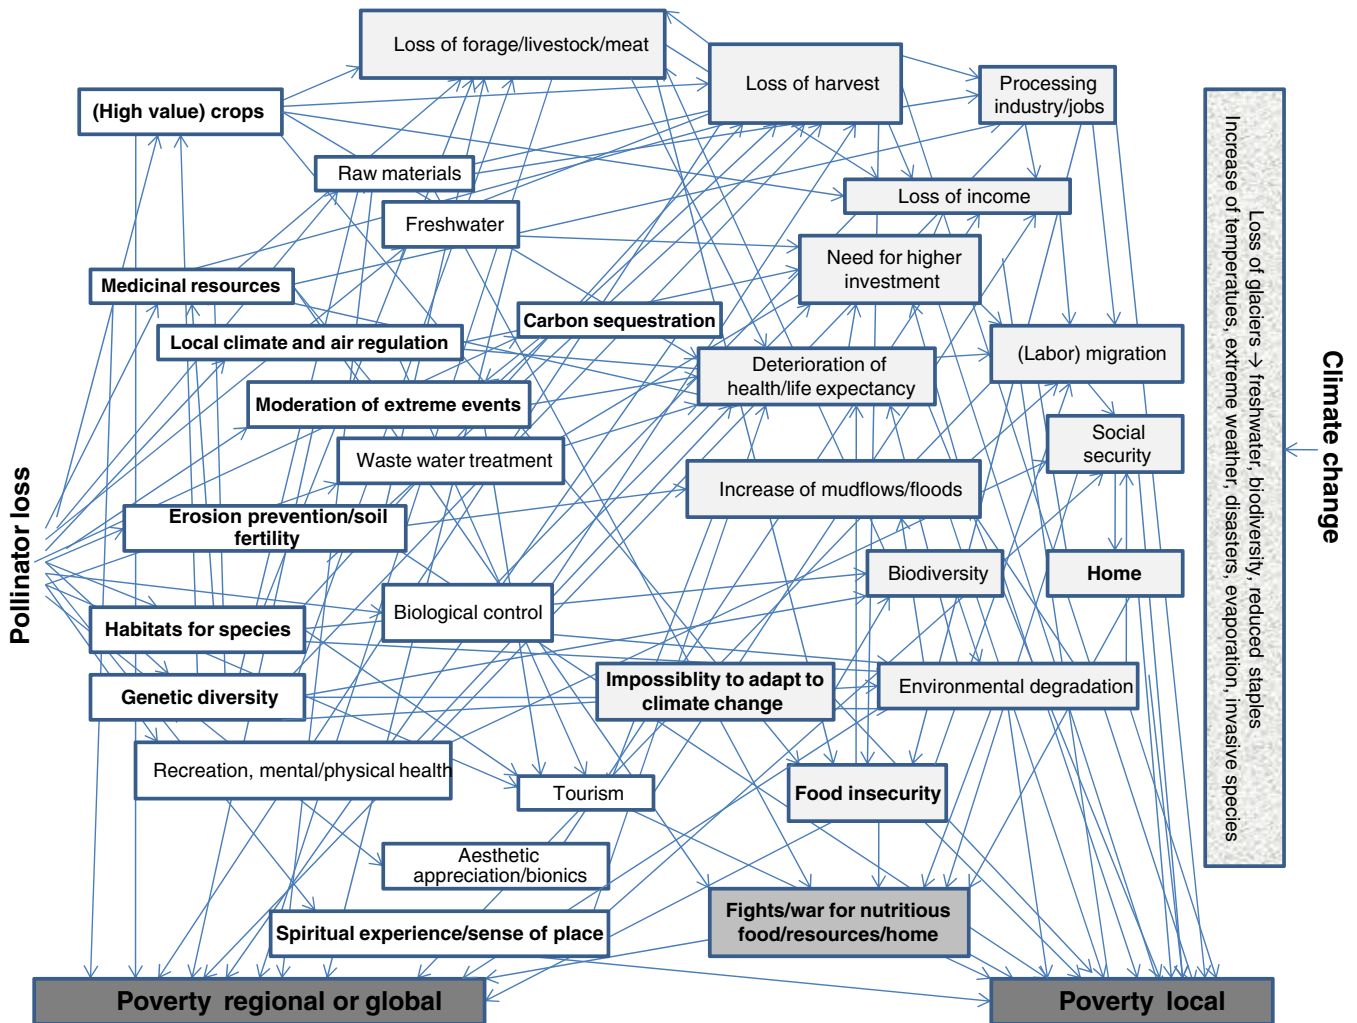 Loss of forage/livestock/meat
Loss of harvest
Processing
industry/jobs
(High value) crops
Raw materials
Loss of income
Freshwater
Need for higher
investment
Medicinal resources
Carbon sequestration
Local climate and air regulation
(Labor) migration
Deterioration of
health/life expectancy
Moderation of extreme events
Social
security
Waste water treatment
Increase of mudflows/floods
Erosion prevention/soil
fertility
Pollinator loss
Biodiversity
Home
Biological control
Habitats for species
Impossiblity to adapt to
climate change
Environmental degradation
Genetic diversity
Recreation, mental/physical health
Tourism
Food insecurity
Aesthetic
appreciation/bionics
Fights/war for nutritious
food/resources/home
Spiritual experience/sense of place
Poverty regional or global
Poverty local
Climate change
Loss of glaciers → freshwater, biodiversity, reduced staples
Increase of temperatures, extreme weather, disasters, evaporation, invasive species